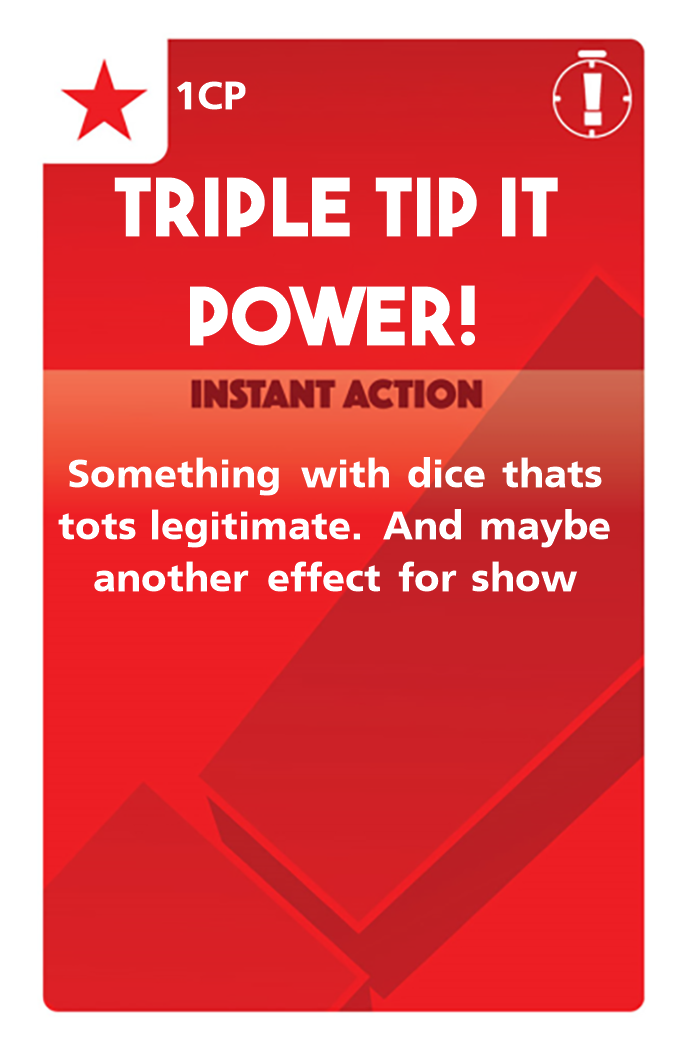 1CP
TRIPLE TIP IT
POWER!
INSTANT ACTION
Something with dice thats
tots legitimate. And maybe
another effect for show